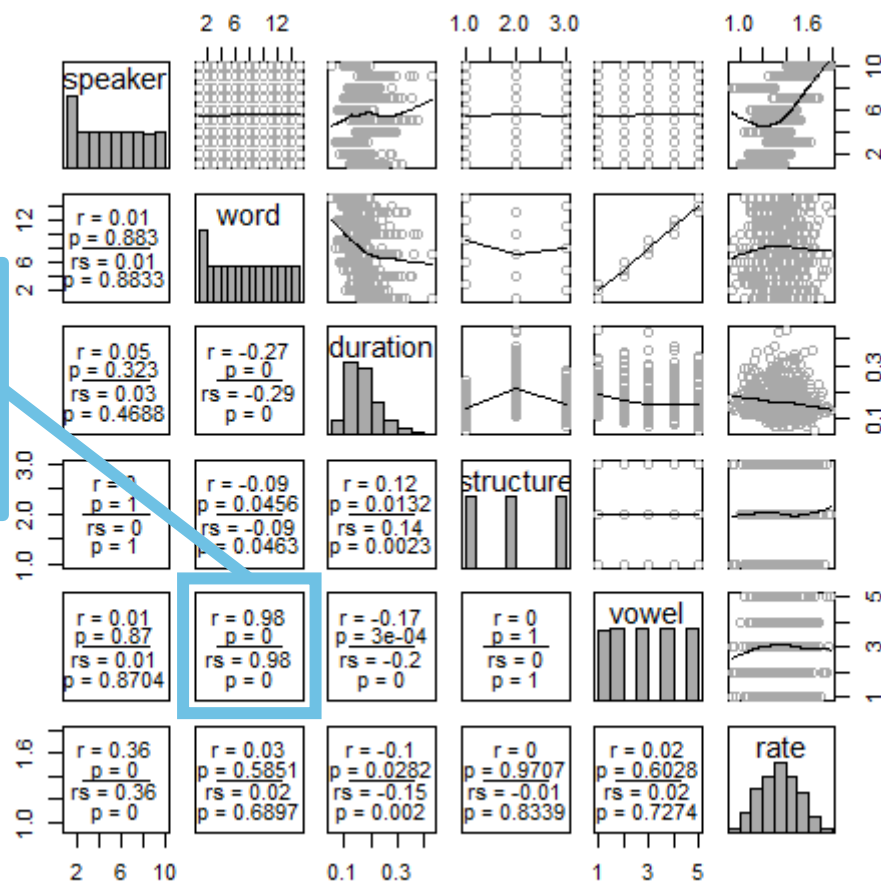 2 6 12
1.0 2.0 3.0
1.0 1.6
speaker
2 6 10
2 6 12
r = 0.01
p = 0.883
rs = 0.01
p = 0.8833
word
r = 0.05
p = 0.323
rs = 0.03
p = 0.4688
r = -0.27
p = 0
rs = -0.29
p = 0
duration
0.1 0.3
1.0 2.0 3.0
p = 1
rs = 0
p = 1
r = -0.09
p = 0.0456
rs = -0.09
p = 0.0463
r = 0.12
p = 0.0132
rs = 0.14
p = 0.0023
structure
r = 0.01
p = 0.87
rs = 0.01
p = 0.8704
r = 0.98
p = 0
rs = 0.98
p = 0
r = -0.17
p = 3e-04
rs = -0.2
p = 0
r = 0
p = 1
rs = 0
p = 1
vowel
1 3 5
1.0 1.6
r = 0.36
p = 0
rs = 0.36
p = 0
r = 0.03
p = 0.5851
rs = 0.02
p = 0.6897
r = -0.1
p = 0.0282
rs = -0.15
p = 0.002
r = 0
p = 0.9707
rs = -0.01
p = 0.8339
r = 0.02
p = 0.6028
rs = 0.02
p = 0.7274
rate
2 6 10
0.1 0.3
1 3 5